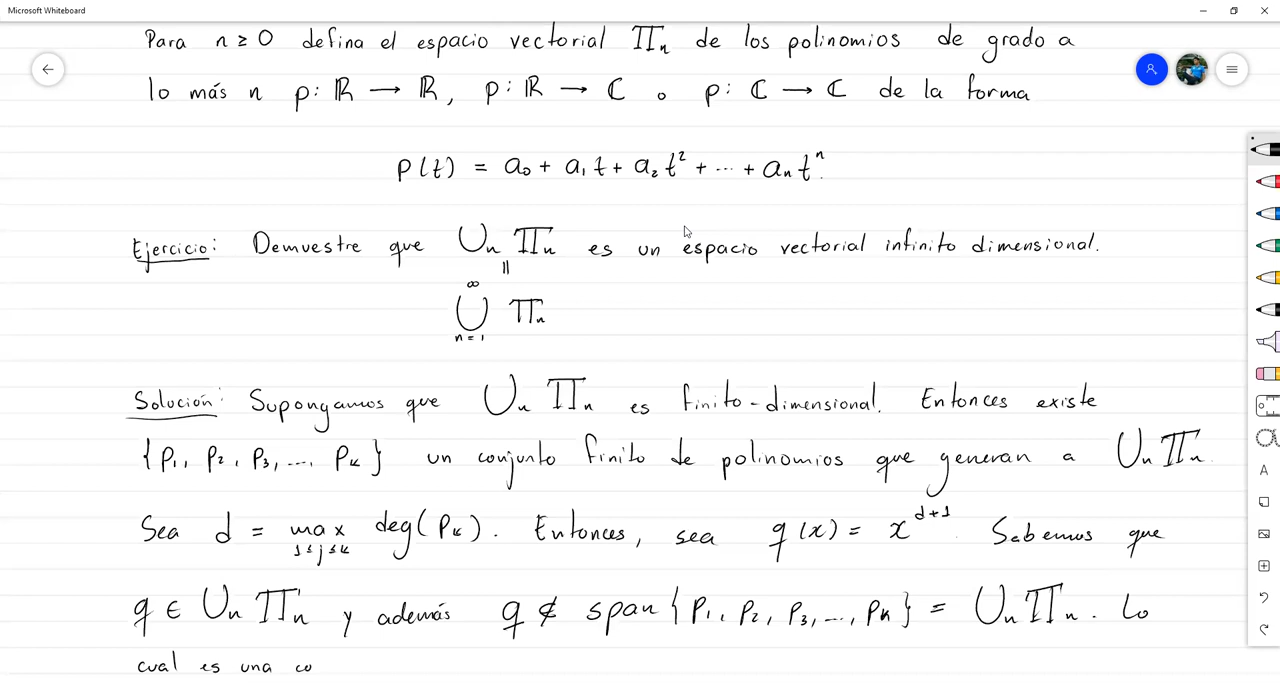 Microsoft Whiteboard
Para n ≥ 0 defina el espacio vectorial Πₙ de los polinomios de grado a
lo más n p: ℝ → ℝ, p: ℝ → ℂ o p: ℂ → ℂ de la forma
p(t) = a₀ + a₁t + a₂t² + ... + aₙtⁿ.
Ejercicio: Demuestre que ∪ₙ Πₙ es un espacio vectorial infinito dimensional.
||
∞
∪ Πₙ
n=1
Solución: Supongamos que ∪ₙ Πₙ es finito-dimensional. Entonces existe
{p₁, p₂, p₃, ..., pₖ} un conjunto finito de polinomios que generan a ∪ₙ Πₙ.
Sea d = max deg(pₖ). Entonces, sea q(x) = x^{d+1}. Sabemos que
1≤j≤k
q ∈ ∪ₙ Πₙ y además q ∉ span{p₁, p₂, p₃, ..., pₖ} = ∪ₙ Πₙ. Lo
cual es una co
A